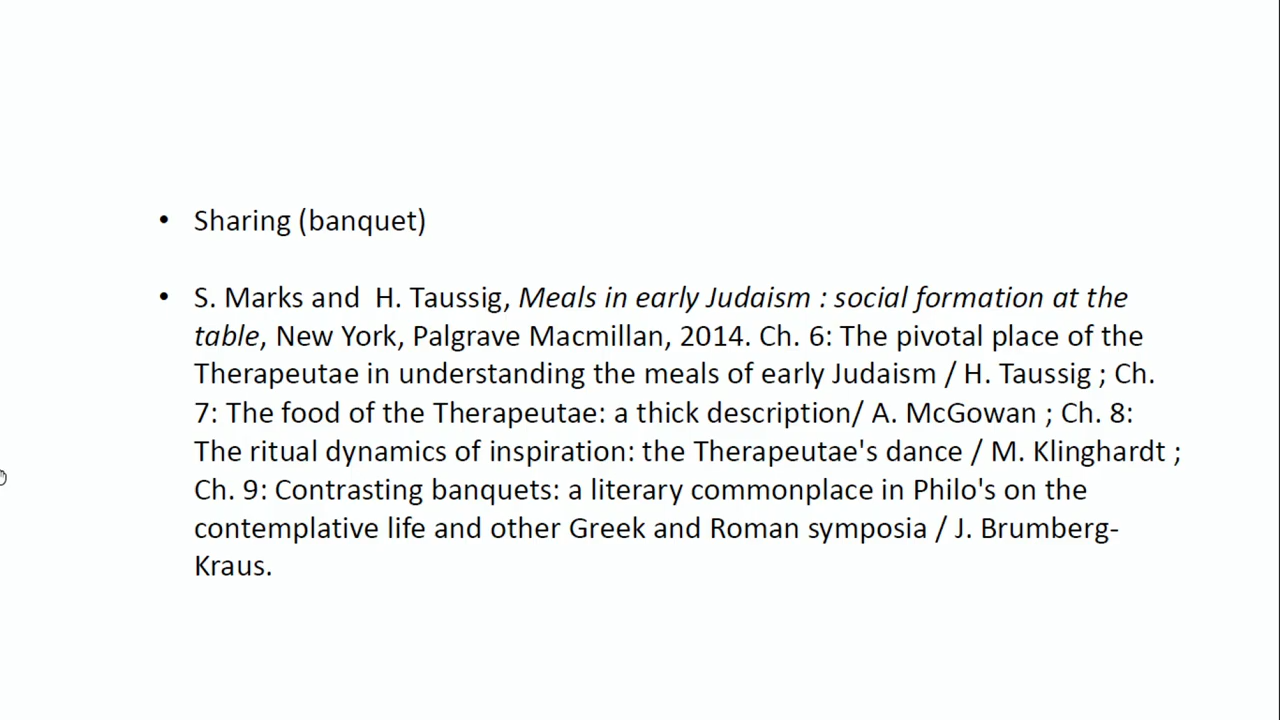 • Sharing (banquet)
• S. Marks and  H. Taussig, Meals in early Judaism : social formation at the
table, New York, Palgrave Macmillan, 2014. Ch. 6: The pivotal place of the
Therapeutae in understanding the meals of early Judaism / H. Taussig ; Ch.
7: The food of the Therapeutae: a thick description/ A. McGowan ; Ch. 8:
The ritual dynamics of inspiration: the Therapeutae's dance / M. Klinghardt ;
Ch. 9: Contrasting banquets: a literary commonplace in Philo's on the
contemplative life and other Greek and Roman symposia / J. Brumberg-
Kraus.